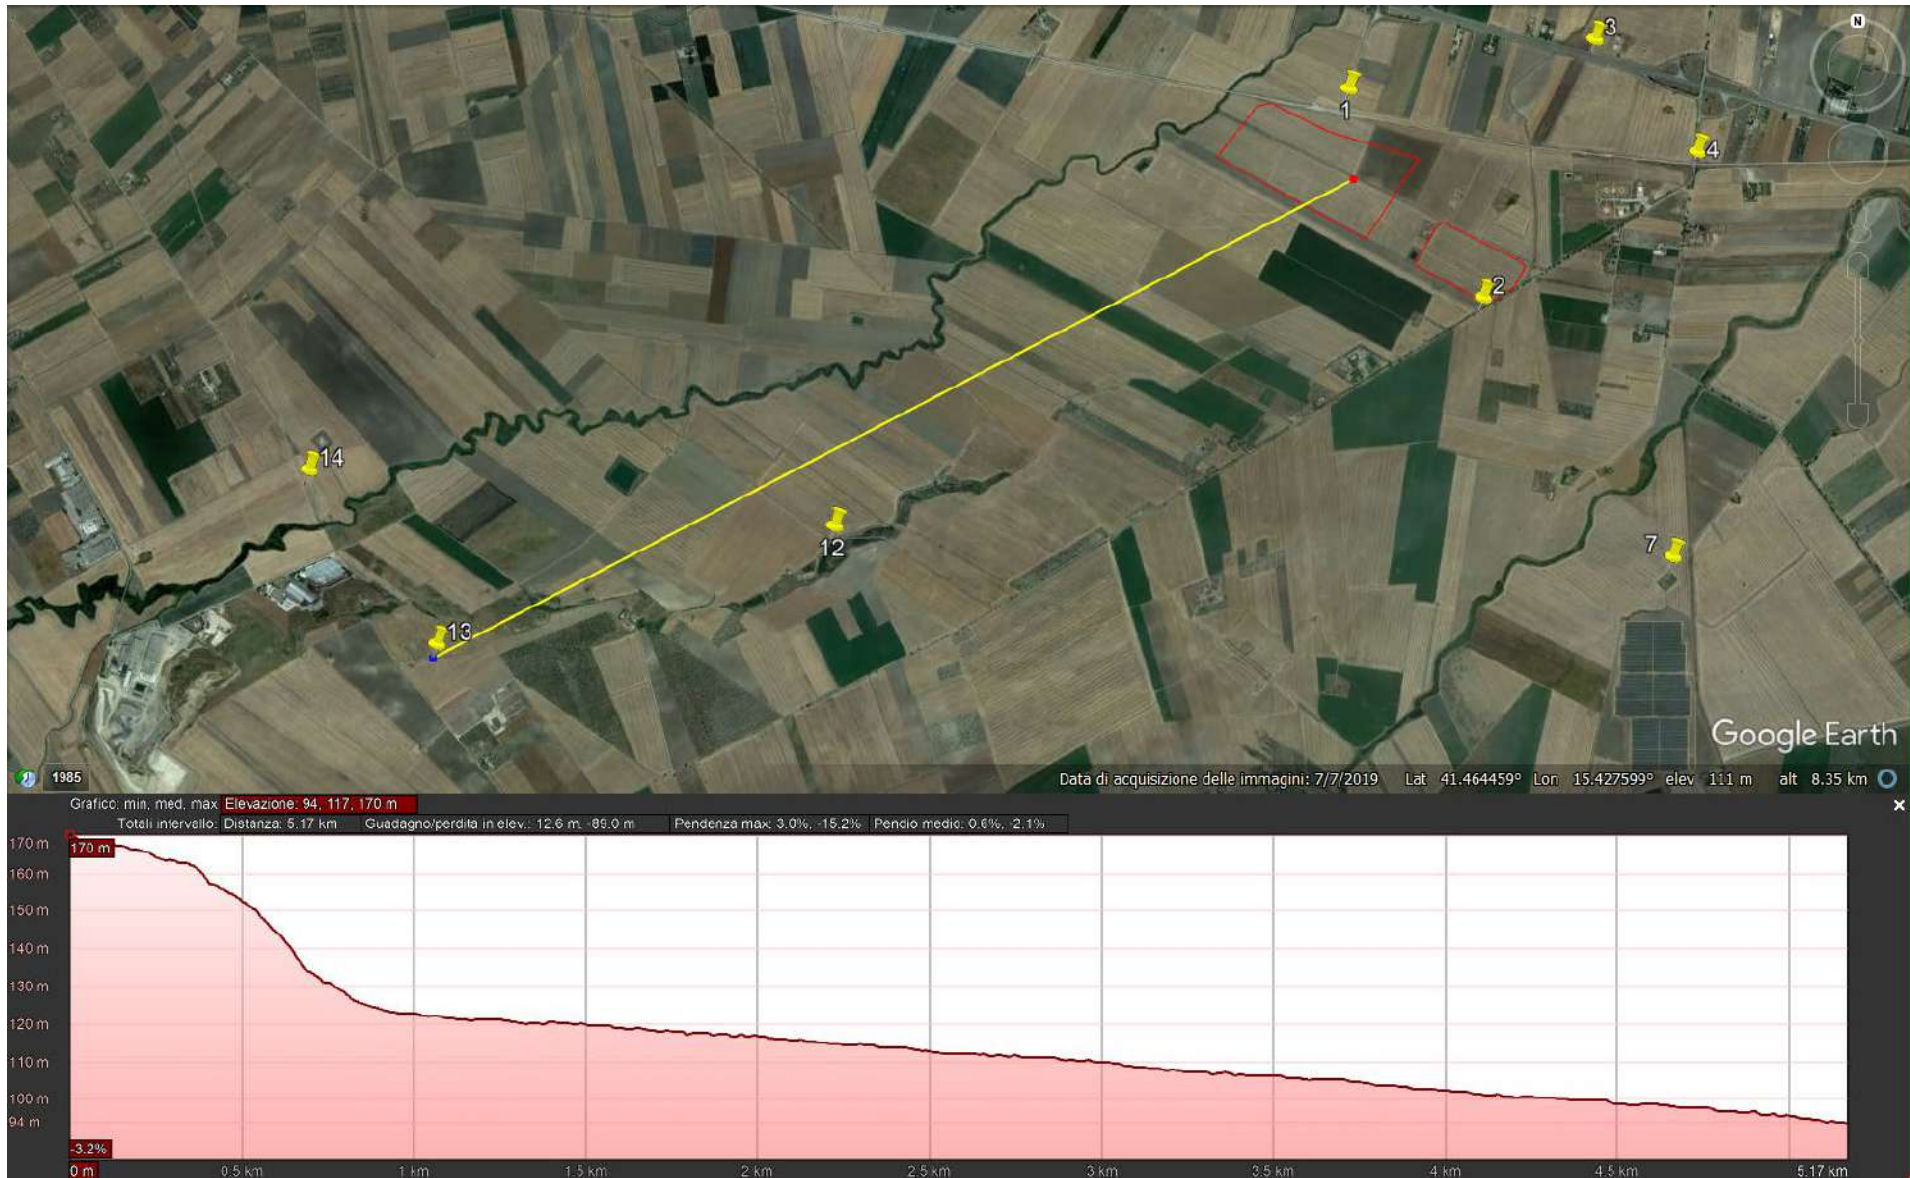 N
3
1
4
2
14
12
13
7
Google Earth
1985
Data di acquisizione delle immagini: 7/7/2019 Lat 41.464459° Lon 15.427599° elev 111 m alt 8.35 km
Grafico: min, med, max Elevazione: 94, 117, 170 m
Totali intervallo: Distanza: 5.17 km Guadagno/perdita in elev.: 12.6 m, -89.0 m Pendenza max: 3.0%, -15.2% Pendio medio: 0.6%, -2.1%
170 m
170 m
160 m
150 m
140 m
130 m
120 m
110 m
100 m
94 m
-3.2%
0 m 0.5 km 1 km 1.5 km 2 km 2.5 km 3 km 3.5 km 4 km 4.5 km 5.17 km